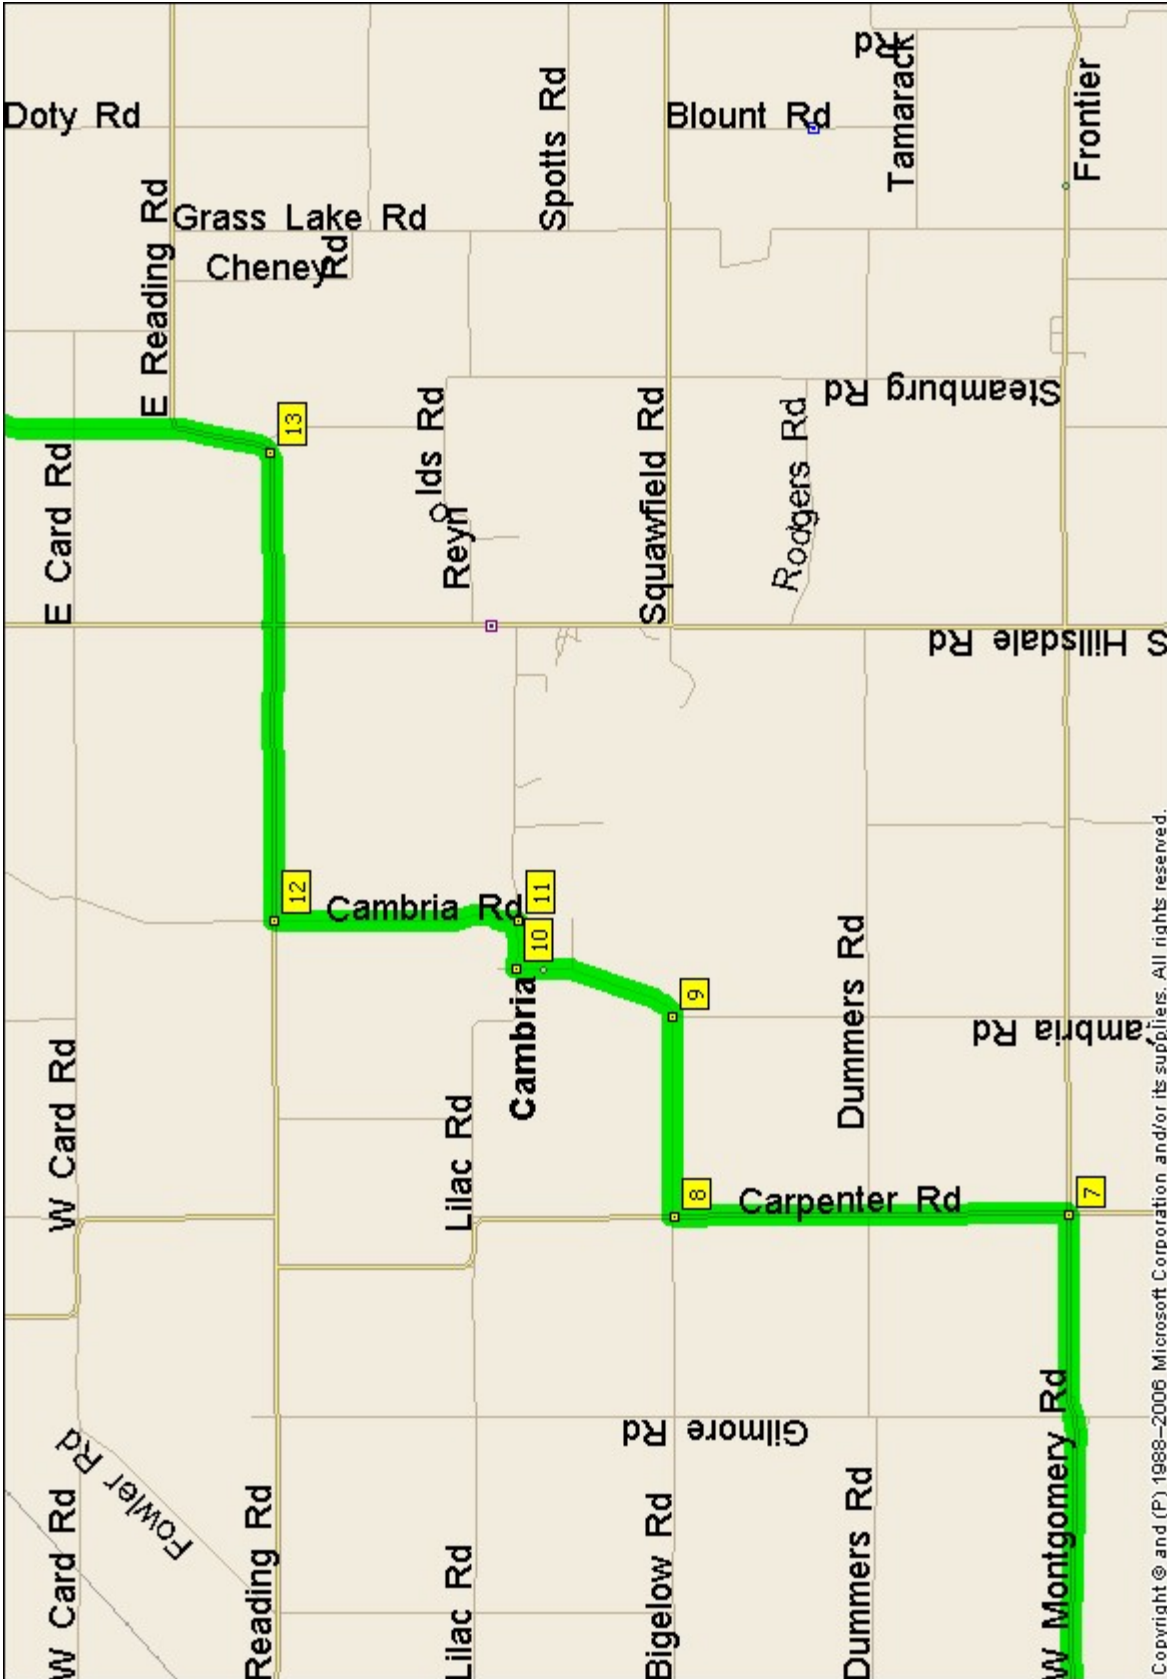 Doty Rd
Spotts Rd
Blount Rd
Tamarack
Rd
Frontier
E Reading Rd
Grass Lake Rd
Cheney
Rd
Steamburg Rd
E Card Rd
13
Reyn
lds Rd
Squawfield Rd
Rodgers Rd
S Hillsdale Rd
12
Cambria Rd
11
10
Cambria
9
Dummers Rd
ambria Rd
W Card Rd
Lilac Rd
8
Carpenter Rd
7
Fowler Rd
Gilmore Rd
W Card Rd
Reading Rd
Lilac Rd
Bigelow Rd
Dummers Rd
W Montgomery Rd
Copyright © and (P) 1988–2006 Microsoft Corporation and/or its suppliers. All rights reserved.